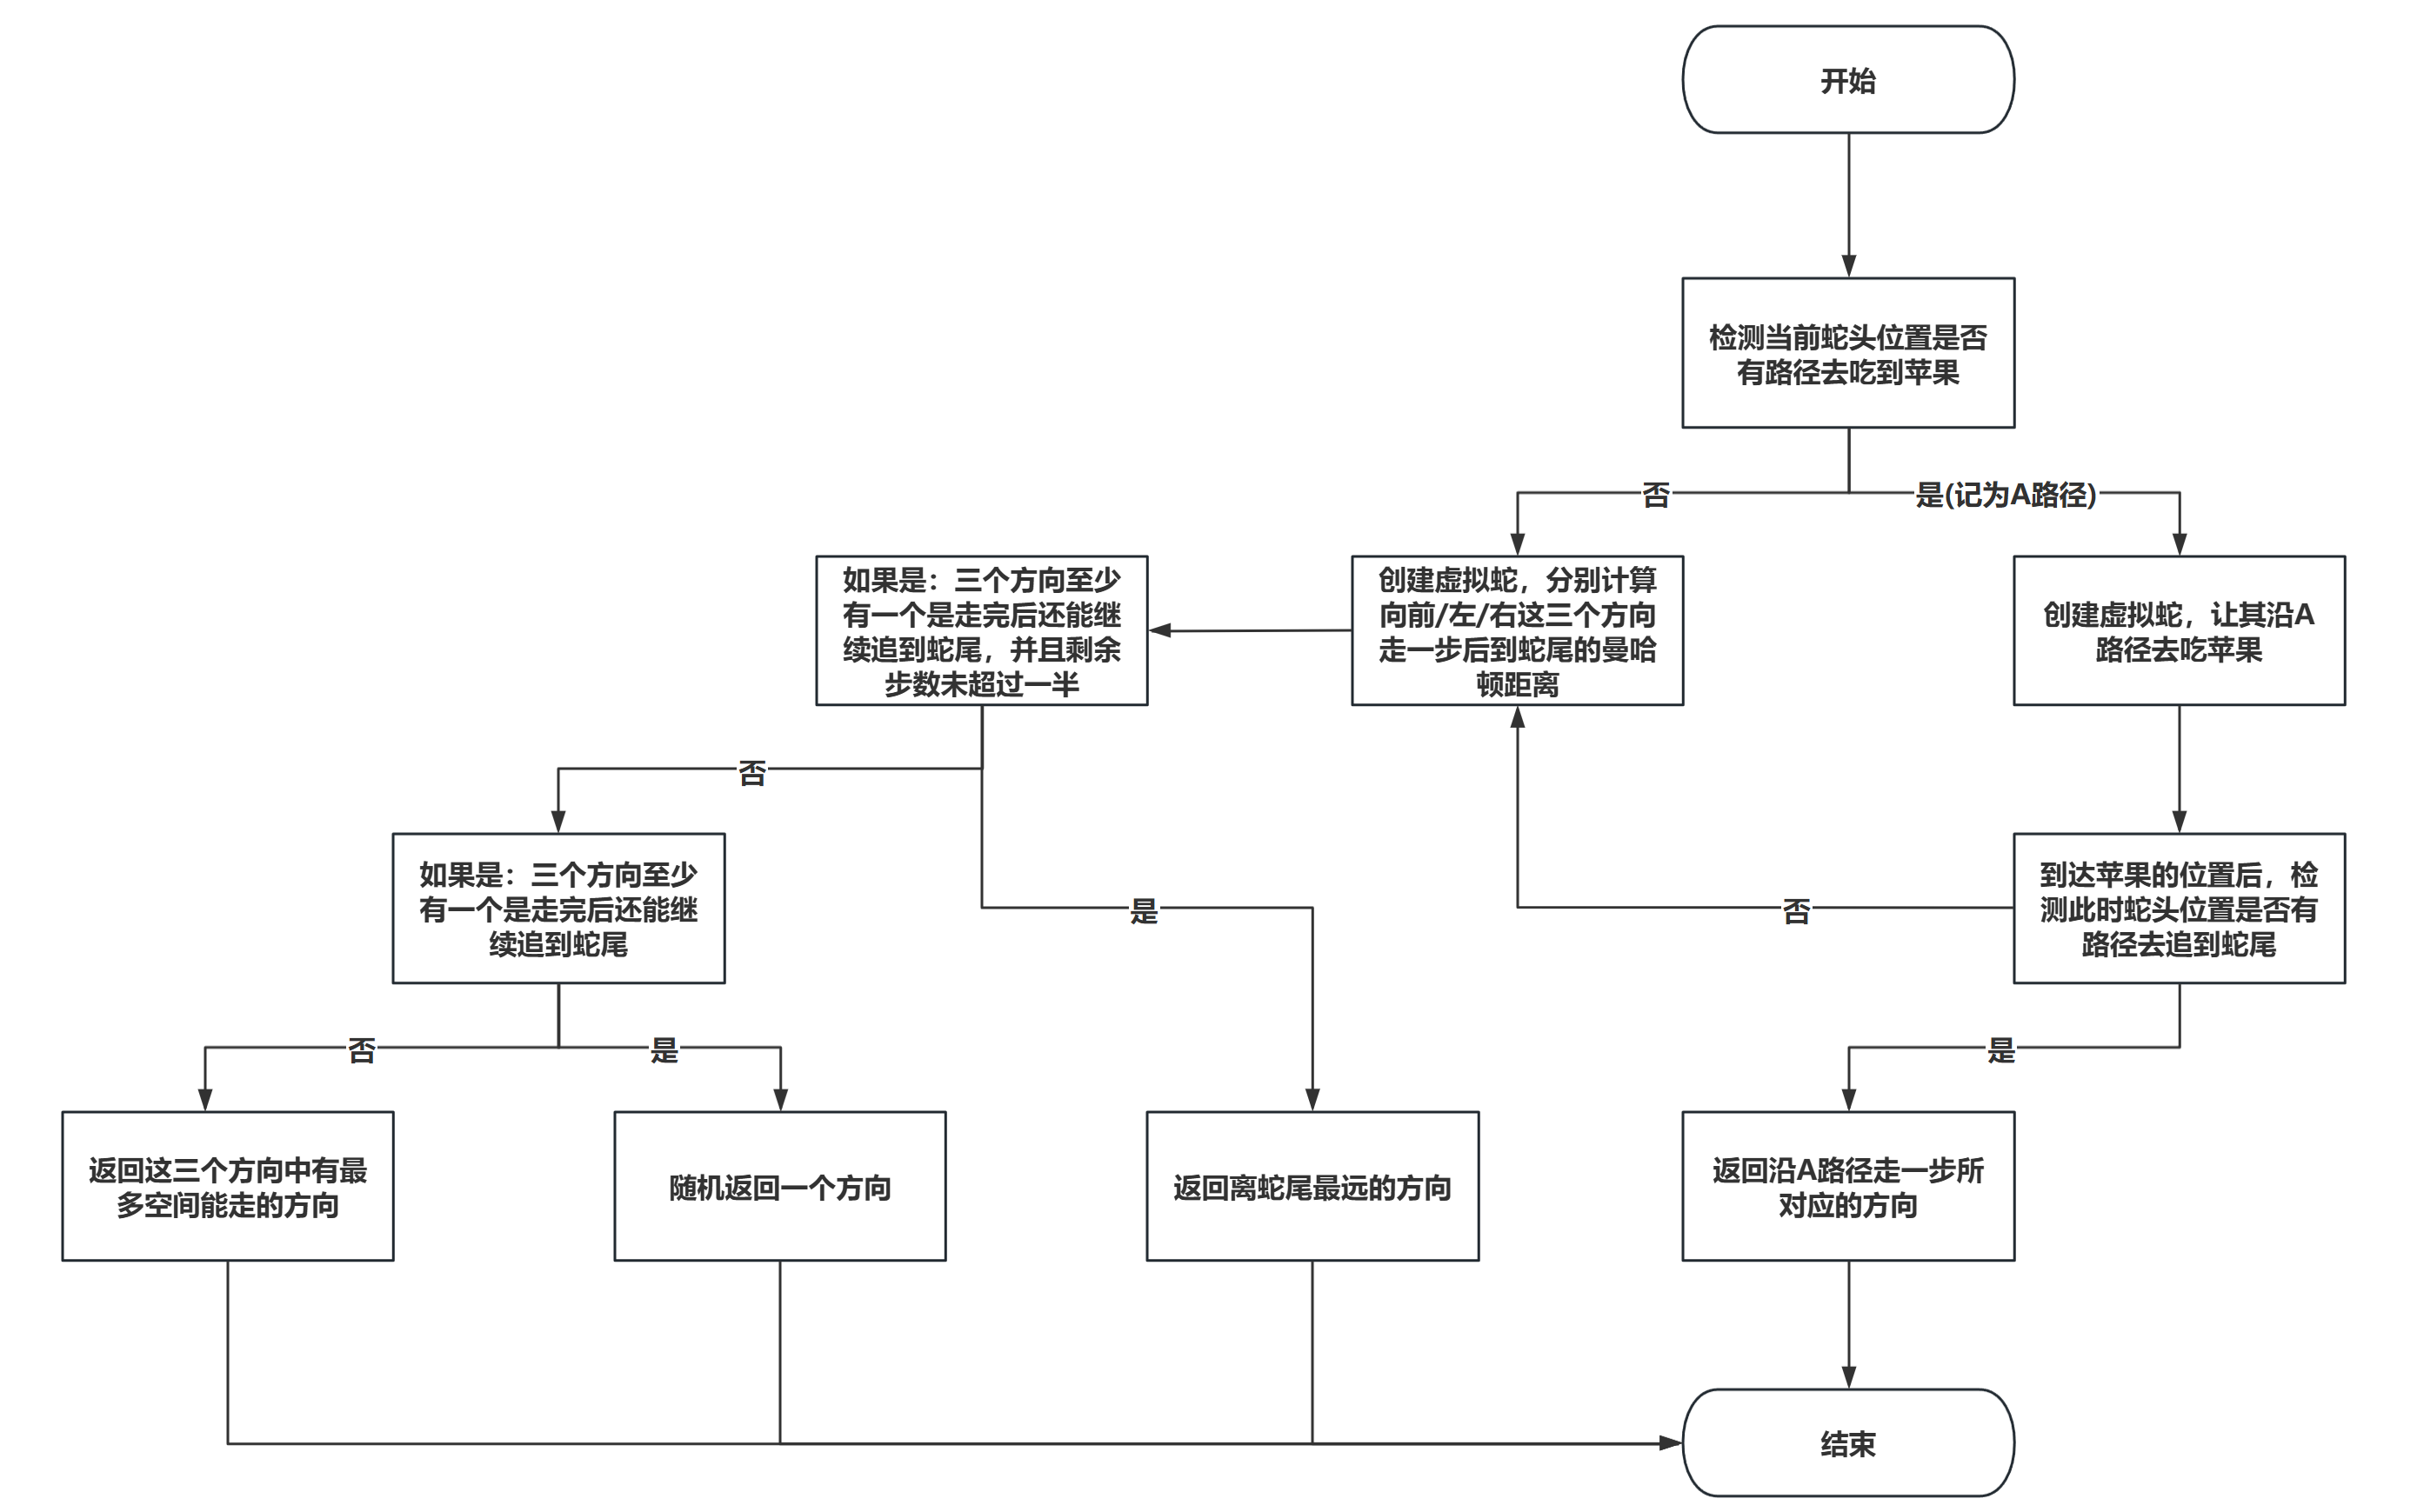 开始
检测当前蛇头位置是否
有路径去吃到苹果
否
是(记为A路径)
如果是：三个方向至少
有一个是走完后还能继
续追到蛇尾，并且剩余
步数未超过一半
创建虚拟蛇，分别计算
向前/左/右这三个方向
走一步后到蛇尾的曼哈
顿距离
创建虚拟蛇，让其沿A
路径去吃苹果
否
是
否
如果是：三个方向至少
有一个是走完后还能继
续追到蛇尾
到达苹果的位置后，检
测此时蛇头位置是否有
路径去追到蛇尾
否
是
是
返回这三个方向中有最
多空间能走的方向
随机返回一个方向
返回离蛇尾最远的方向
返回沿A路径走一步所
对应的方向
结束